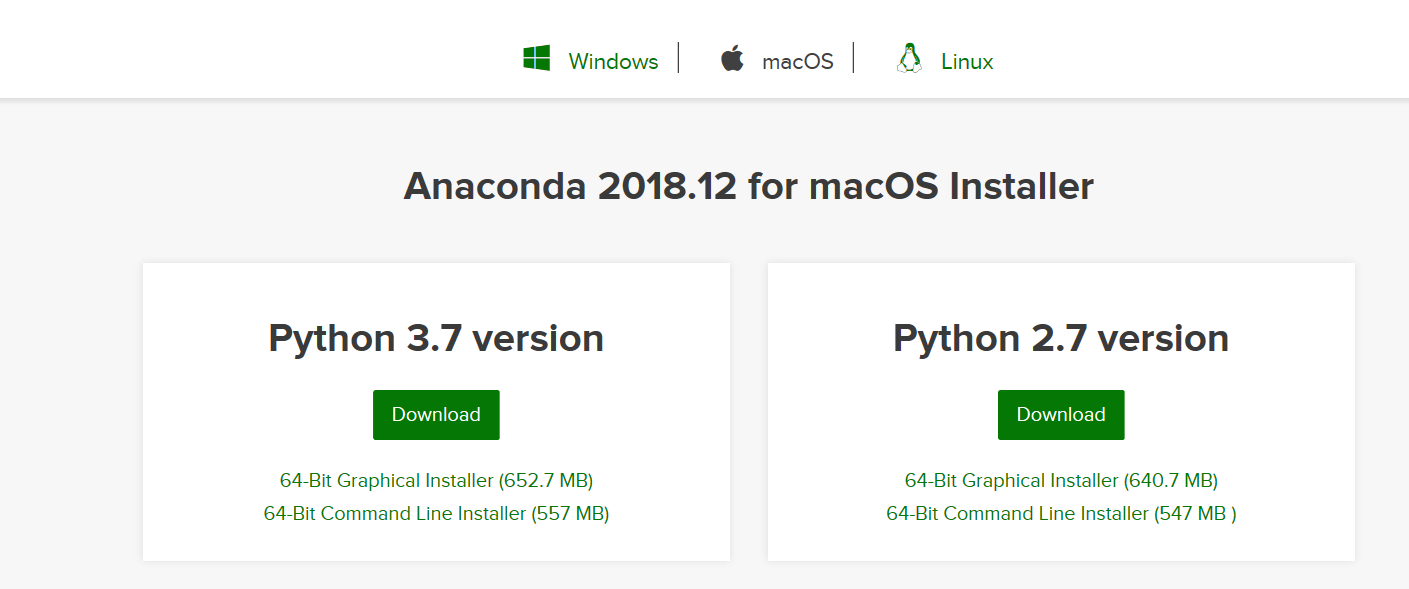 Windows macOS Linux
Anaconda 2018.12 for macOS Installer
Python 3.7 version
Download
64-Bit Graphical Installer (652.7 MB)
64-Bit Command Line Installer (557 MB)
Python 2.7 version
Download
64-Bit Graphical Installer (640.7 MB)
64-Bit Command Line Installer (547 MB )